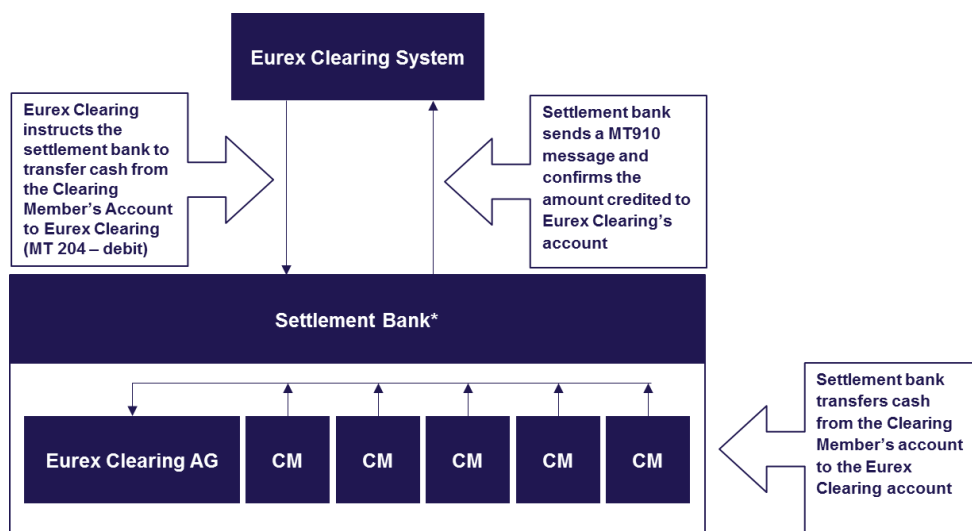 Eurex Clearing System
Eurex Clearing
instructs the
settlement bank to
transfer cash from
the Clearing
Member's Account
to Eurex Clearing
(MT 204 – debit)
Settlement bank
sends a MT910
message and
confirms the
amount credited to
Eurex Clearing's
account
Settlement Bank*
Eurex Clearing AG
CM
CM
CM
CM
CM
Settlement bank
transfers cash
from the Clearing
Member's account
to the Eurex
Clearing account